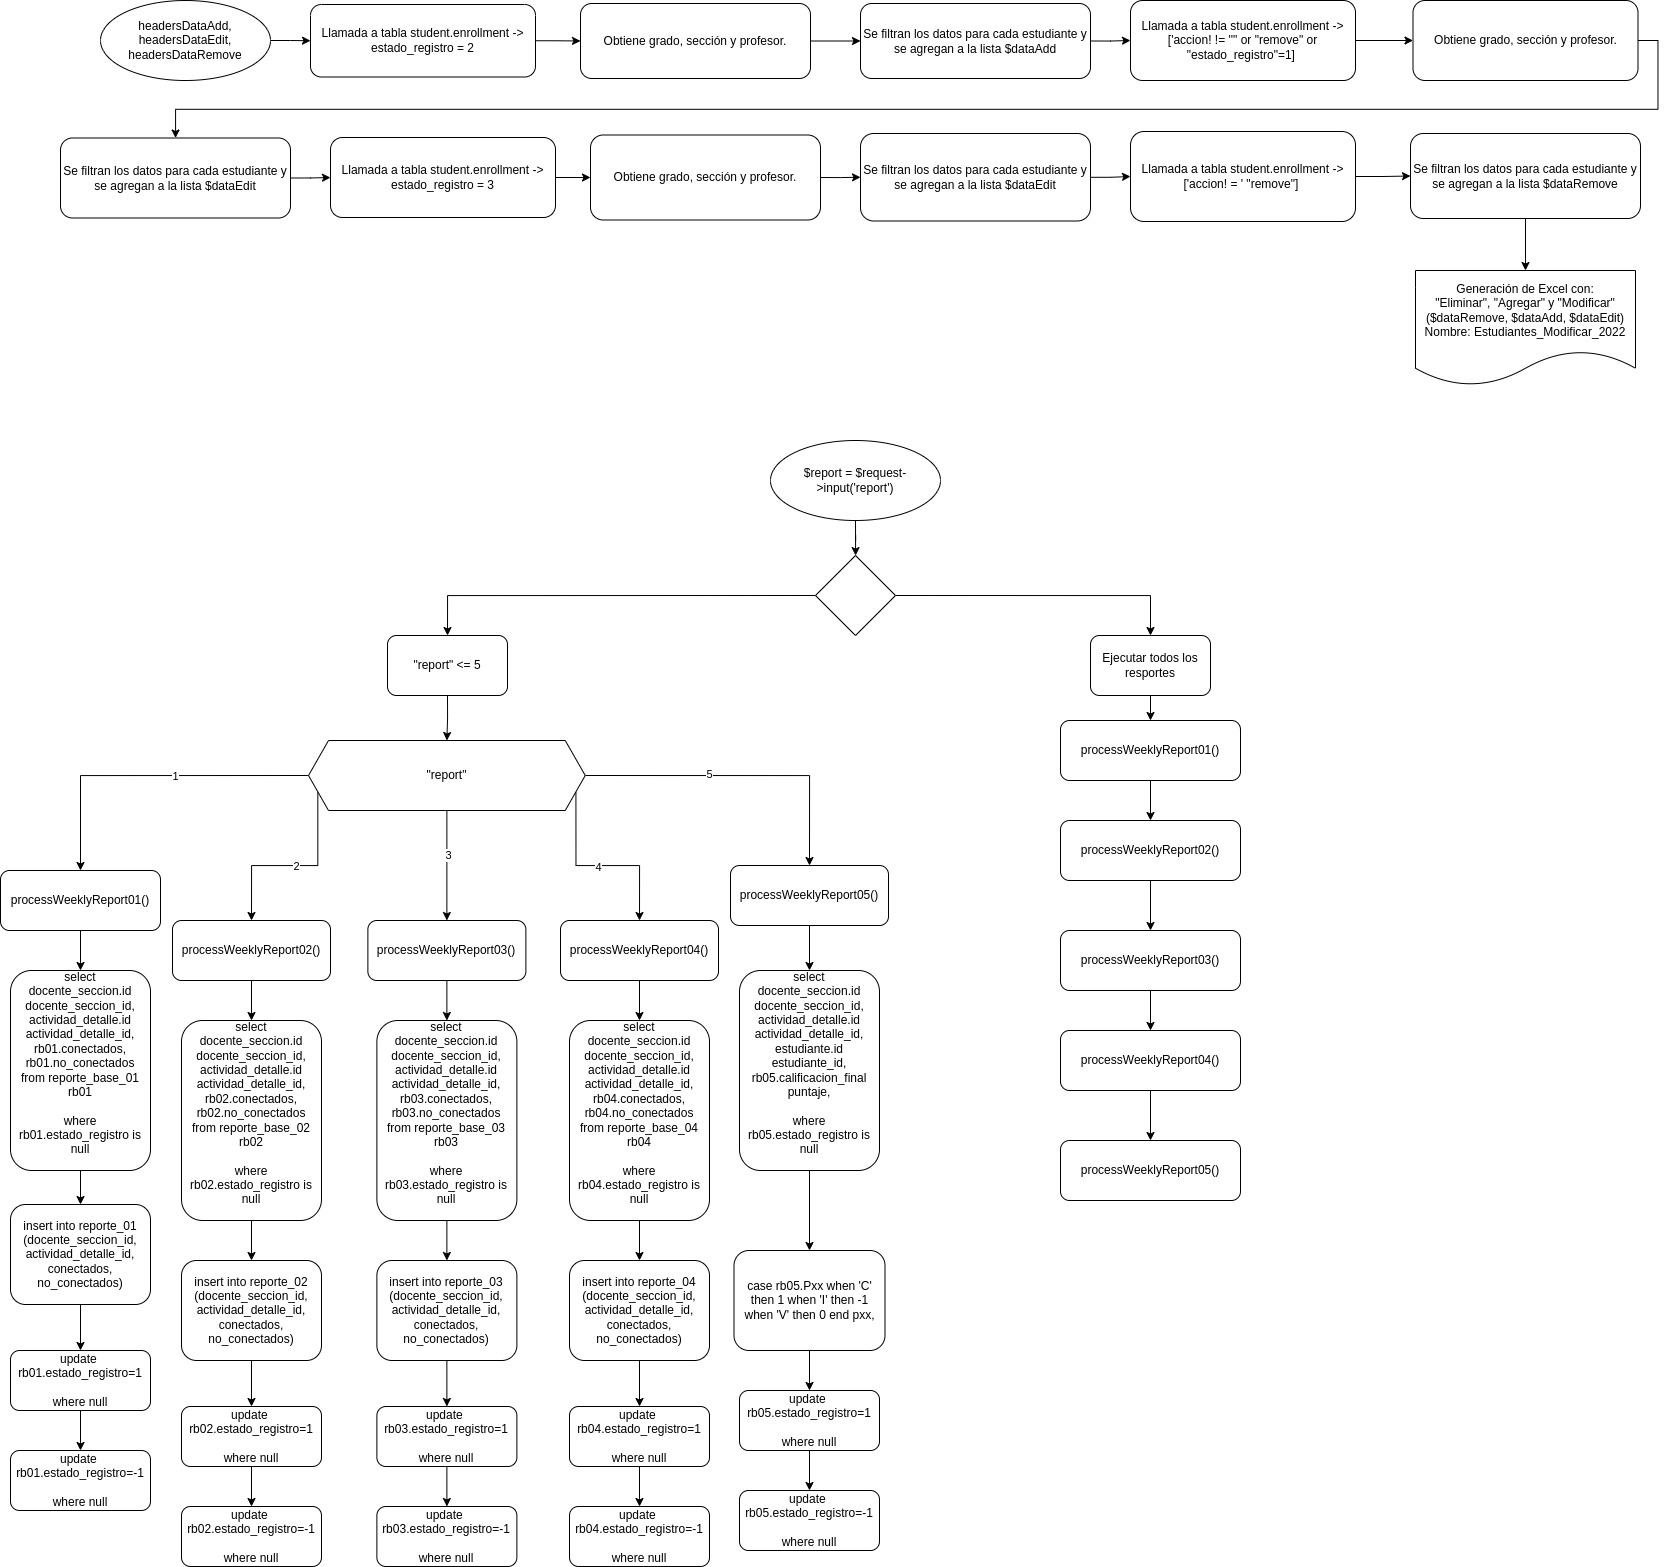 headersDataAdd,
headersDataEdit,
headersDataRemove
Llamada a tabla student.enrollment ->
estado_registro = 2
Obtiene grado, sección y profesor.
Se filtran los datos para cada estudiante y
se agregan a la lista $dataAdd
Llamada a tabla student.enrollment ->
['accion! != "" or "remove" or
"estado_registro"=1]
Obtiene grado, sección y profesor.
Se filtran los datos para cada estudiante y
se agregan a la lista $dataEdit
Llamada a tabla student.enrollment ->
estado_registro = 3
Obtiene grado, sección y profesor.
Se filtran los datos para cada estudiante y
se agregan a la lista $dataEdit
Llamada a tabla student.enrollment ->
['accion! = ' "remove"]
Se filtran los datos para cada estudiante y
se agregan a la lista $dataRemove
Generación de Excel con:
"Eliminar", "Agregar" y "Modificar"
($dataRemove, $dataAdd, $dataEdit)
Nombre: Estudiantes_Modificar_2022
$report = $request-
>input('report')
"report" <= 5
Ejecutar todos los
resportes
"report"
1
2
3
4
5
processWeeklyReport01()
select
docente_seccion.id
docente_seccion_id,
actividad_detalle.id
actividad_detalle_id,
rb01.conectados,
rb01.no_conectados
from reporte_base_01
rb01
where
rb01.estado_registro is
null
insert into reporte_01
(docente_seccion_id,
actividad_detalle_id,
conectados,
no_conectados)
update
rb01.estado_registro=1
where null
update
rb01.estado_registro=-1
where null
processWeeklyReport02()
select
docente_seccion.id
docente_seccion_id,
actividad_detalle.id
actividad_detalle_id,
rb02.conectados,
rb02.no_conectados
from reporte_base_02
rb02
where
rb02.estado_registro is
null
insert into reporte_02
(docente_seccion_id,
actividad_detalle_id,
conectados,
no_conectados)
update
rb02.estado_registro=1
where null
update
rb02.estado_registro=-1
where null
processWeeklyReport03()
select
docente_seccion.id
docente_seccion_id,
actividad_detalle.id
actividad_detalle_id,
rb03.conectados,
rb03.no_conectados
from reporte_base_03
rb03
where
rb03.estado_registro is
null
insert into reporte_03
(docente_seccion_id,
actividad_detalle_id,
conectados,
no_conectados)
update
rb03.estado_registro=1
where null
update
rb03.estado_registro=-1
where null
processWeeklyReport04()
select
docente_seccion.id
docente_seccion_id,
actividad_detalle.id
actividad_detalle_id,
rb04.conectados,
rb04.no_conectados
from reporte_base_04
rb04
where
rb04.estado_registro is
null
insert into reporte_04
(docente_seccion_id,
actividad_detalle_id,
conectados,
no_conectados)
update
rb04.estado_registro=1
where null
update
rb04.estado_registro=-1
where null
processWeeklyReport05()
select
docente_seccion.id
docente_seccion_id,
actividad_detalle.id
actividad_detalle_id,
estudiante.id
estudiante_id,
rb05.calificacion_final
puntaje,
where
rb05.estado_registro is
null
case rb05.Pxx when 'C'
then 1 when 'I' then -1
when 'V' then 0 end pxx,
update
rb05.estado_registro=1
where null
update
rb05.estado_registro=-1
where null
processWeeklyReport01()
processWeeklyReport02()
processWeeklyReport03()
processWeeklyReport04()
processWeeklyReport05()